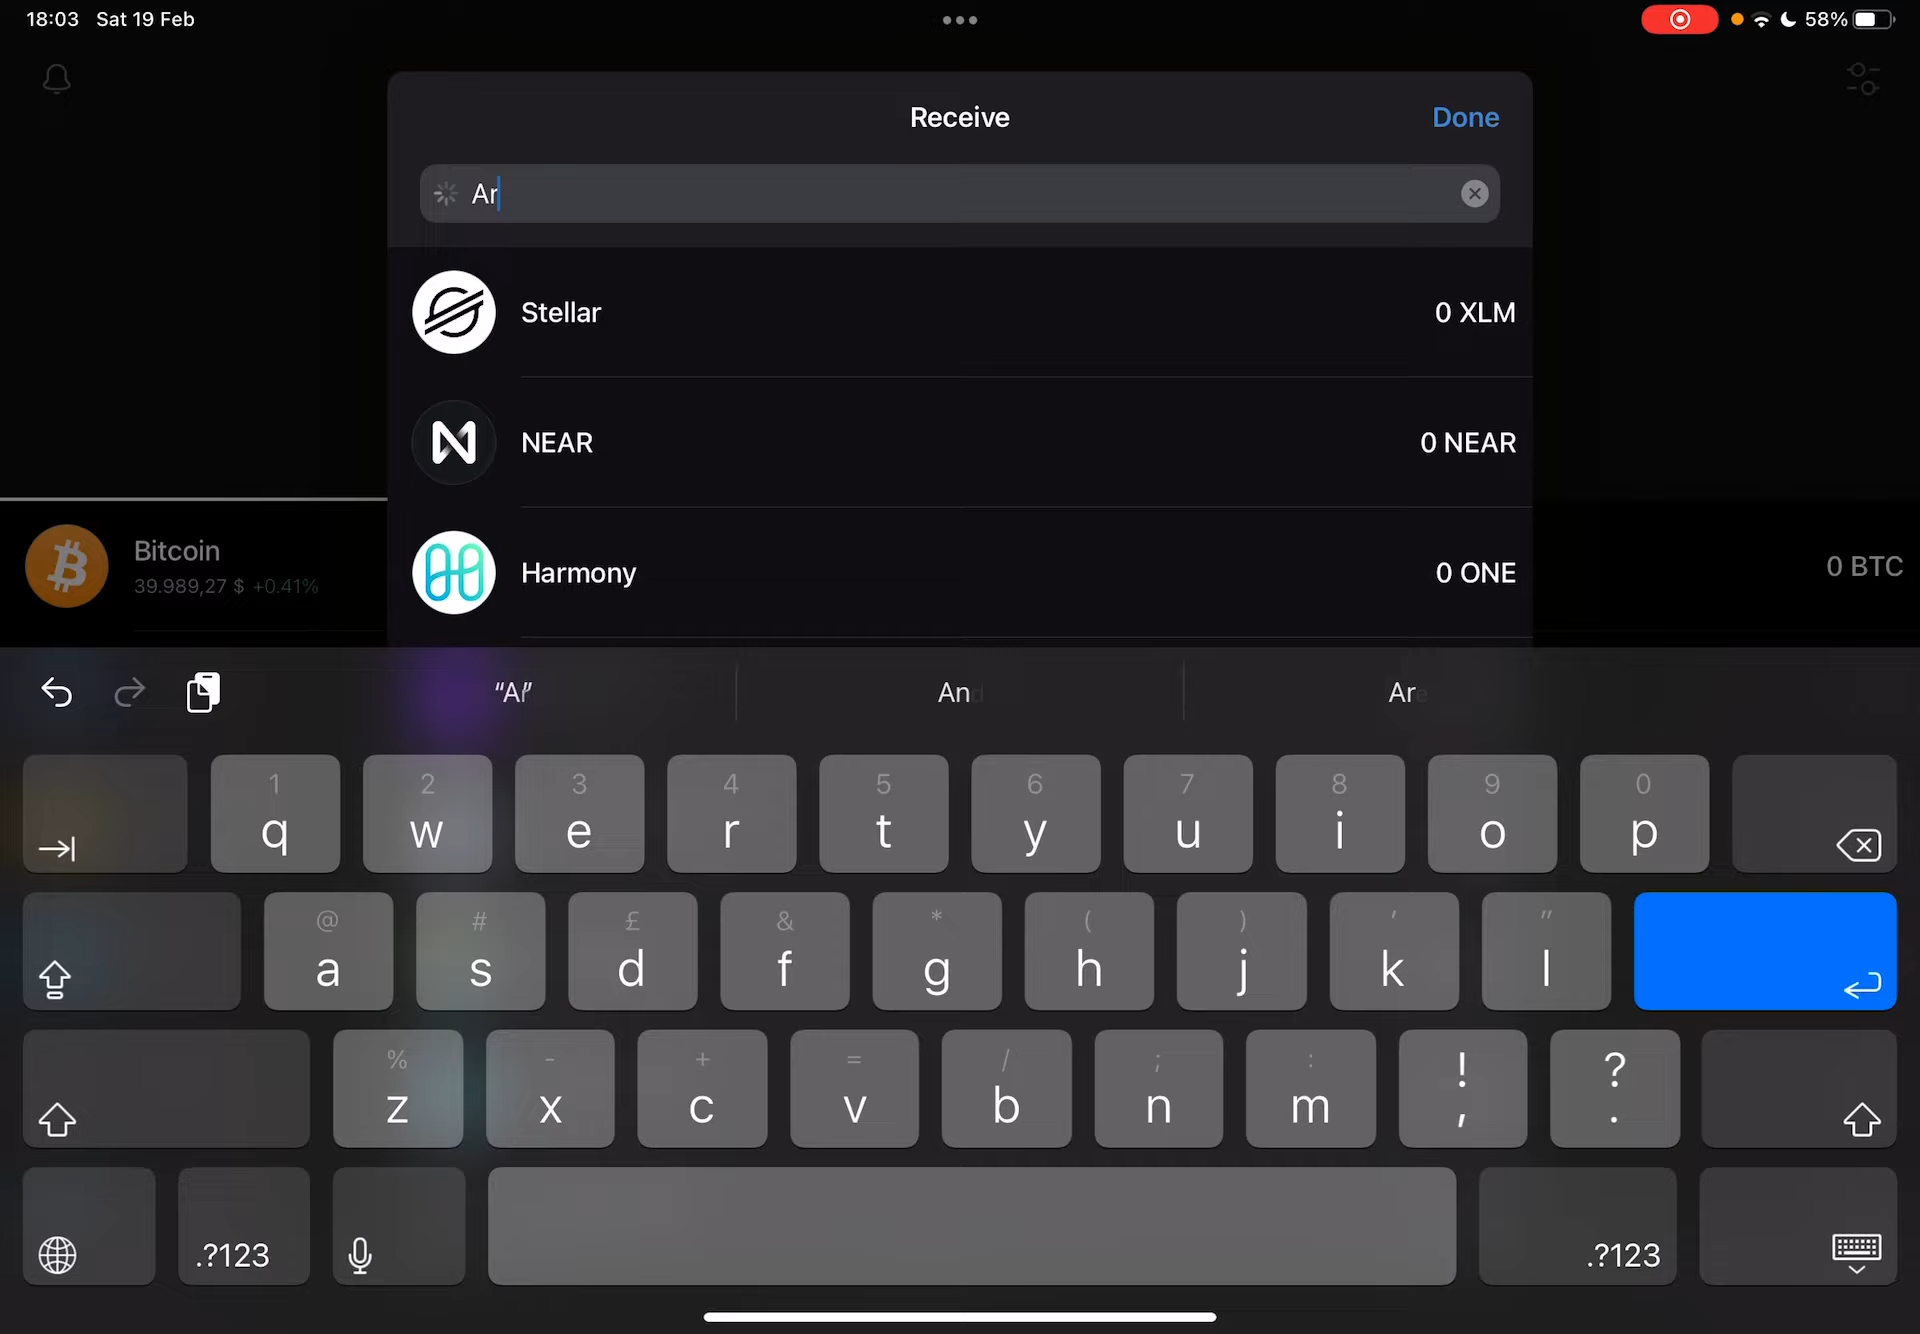 18:03 Sat 19 Feb
58%
Receive
Done
Ar
Stellar
0 XLM
NEAR
0 NEAR
Harmony
0 ONE
Bitcoin
39.989,27 $ +0.41%
0 BTC
“Ar”
And
Are
1 2 3 4 5 6 7 8 9 0
q w e r t y u i o p
@ # £ & * ( ) ' "
a s d f g h j k l
% - + = / ; : ! ?
z x c v b n m , .
.?123
.?123